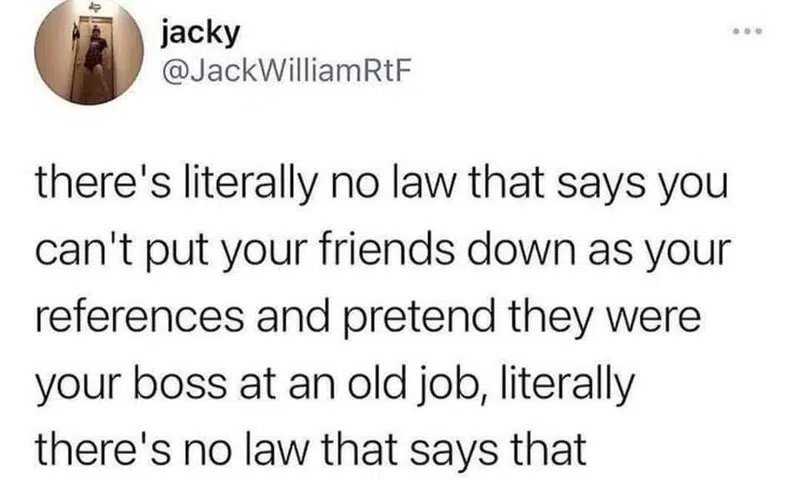 jacky
@JackWilliamRtF
there's literally no law that says you
can't put your friends down as your
references and pretend they were
your boss at an old job, literally
there's no law that says that